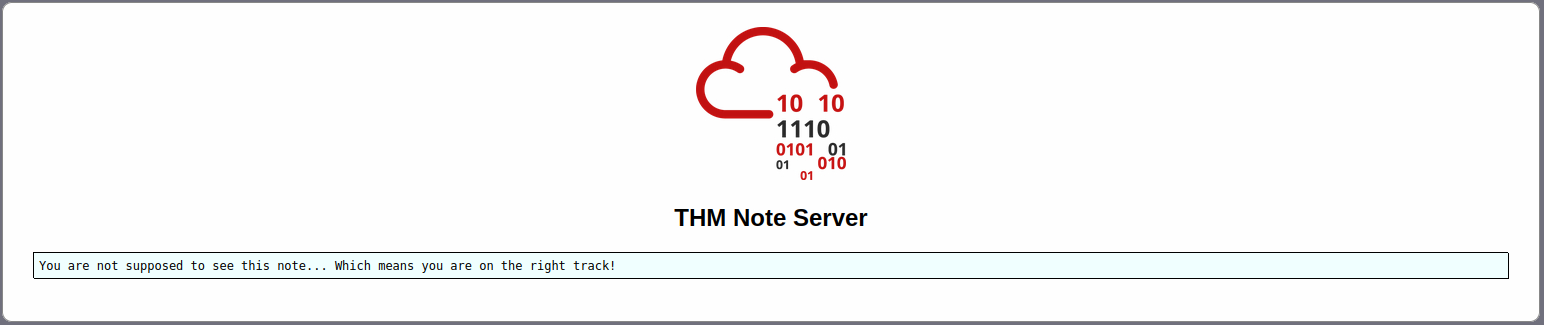 10 10
1110
0101 01
01 010
01
THM Note Server
You are not supposed to see this note... Which means you are on the right track!